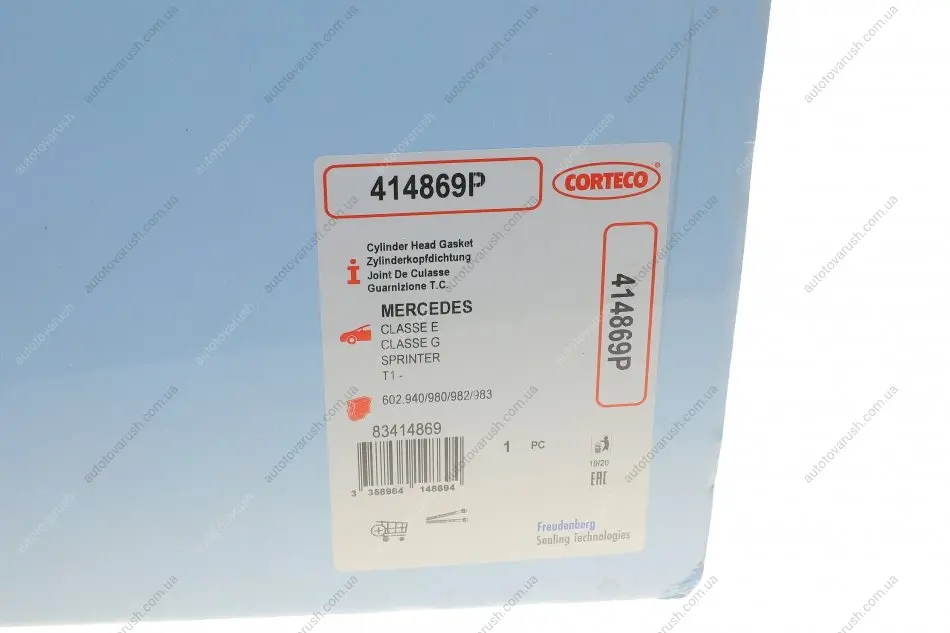 414869P
CORTECO®
Cylinder Head Gasket
Zylinderkopfdichtung
Joint De Culasse
Guarnizione T.C.
MERCEDES
CLASSE E
CLASSE G
SPRINTER
T1 -
602.940/980/982/983
83414869
3 358964 148694
1 PC
19/20
EAC
Freudenberg
Sealing Technologies
414869P
autotovarush.com.ua